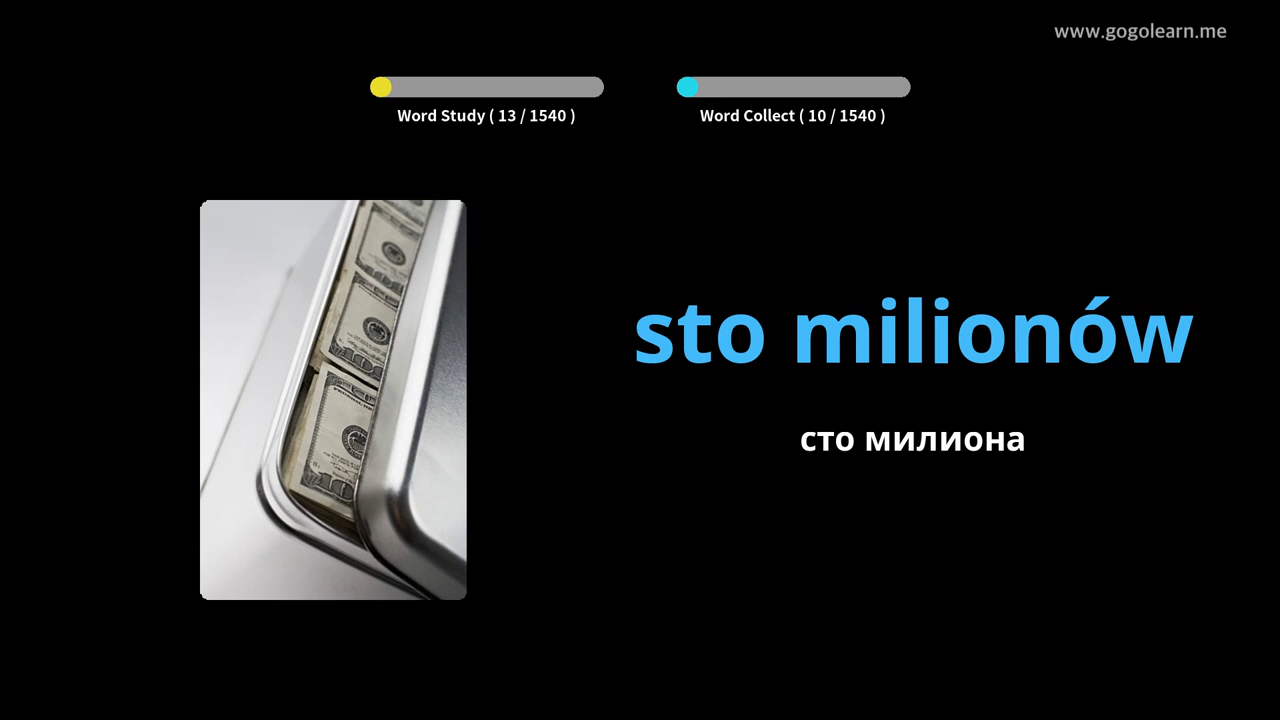 www.gogolearn.me
Word Study ( 13 / 1540 )
Word Collect ( 10 / 1540 )
sto milionów
сто милиона